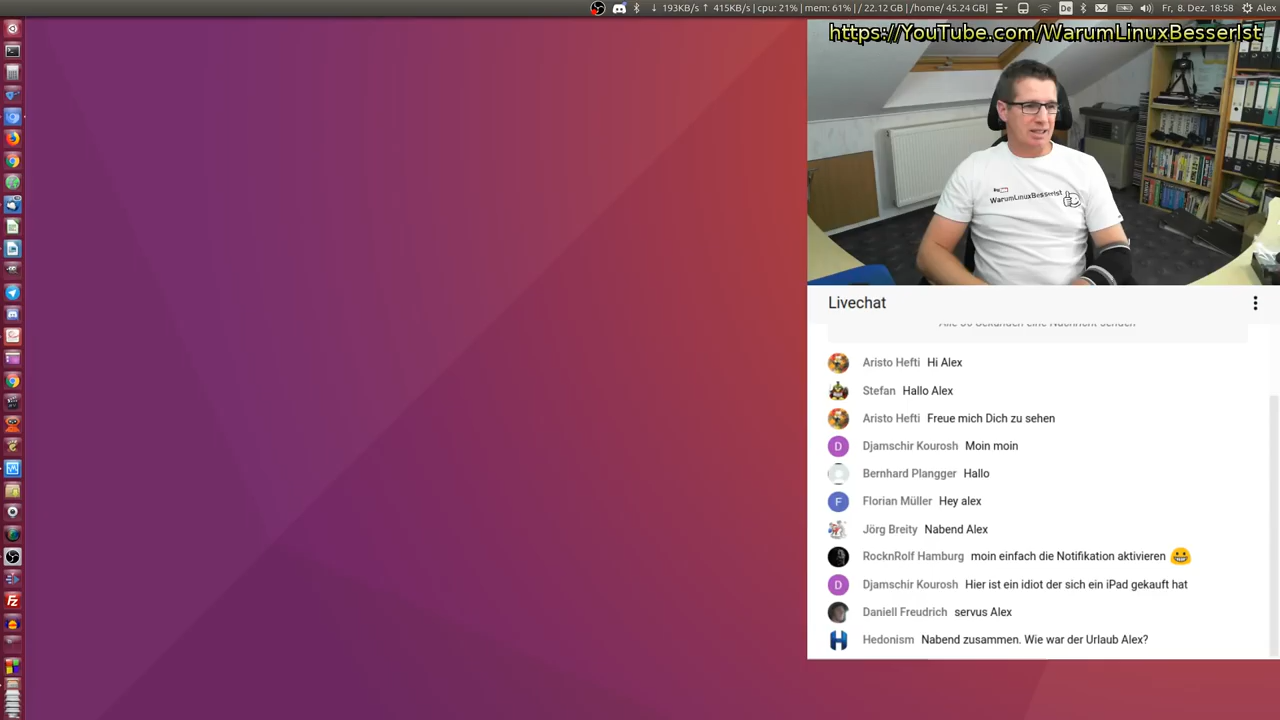 ↓ 193KB/s ↑ 415KB/s | cpu: 21% | mem: 61% | / 22.12 GB | /home/ 45.24 GB | De Fr, 8. Dez. 18:58 Alex
https://YouTube.com/WarumLinuxBesserIst
WarumLinuxBesserIst
Livechat
Aristo Hefti Hi Alex
Stefan Hallo Alex
Aristo Hefti Freue mich Dich zu sehen
D Djamschir Kourosh Moin moin
Bernhard Plangger Hallo
F Florian Müller Hey alex
Jörg Breity Nabend Alex
RocknRolf Hamburg moin einfach die Notifikation aktivieren 😀
D Djamschir Kourosh Hier ist ein idiot der sich ein iPad gekauft hat
Daniell Freudrich servus Alex
H Hedonism Nabend zusammen. Wie war der Urlaub Alex?